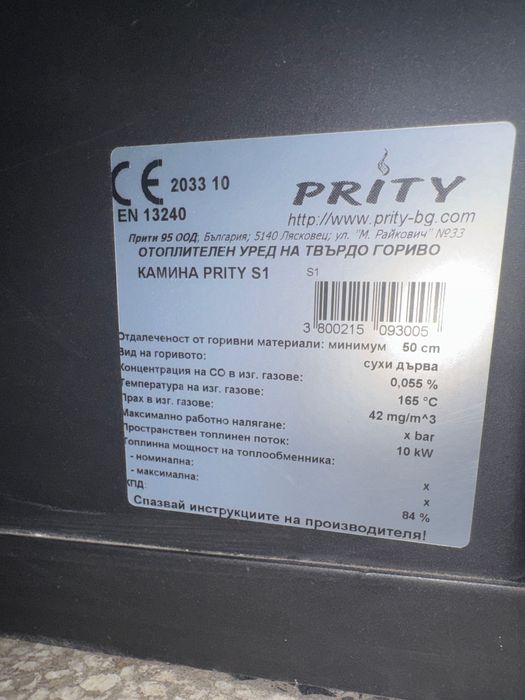 CE 2033 10
PRITY
EN 13240
http://www.prity-bg.com
Прити 95 ООД; България; 5140 Лясковец; ул. "М. Райкович" №33
ОТОПЛИТЕЛЕН УРЕД НА ТВЪРДО ГОРИВО
КАМИНА PRITY S1
S1
3 800215 093005
Отдалеченост от горивни материали: минимум 50 cm
Вид на горивото: сухи дърва
Концентрация на CO в изг. газове: 0,055 %
Температура на изг. газове: 165 °C
Прах в изг. газове: 42 mg/m^3
Максимално работно налягане: x bar
Пространствен топлинен поток: 10 kW
Топлинна мощност на топлообменника:
- номинална: x
- максимална: x
КПД: 84 %
Спазвай инструкциите на производителя!